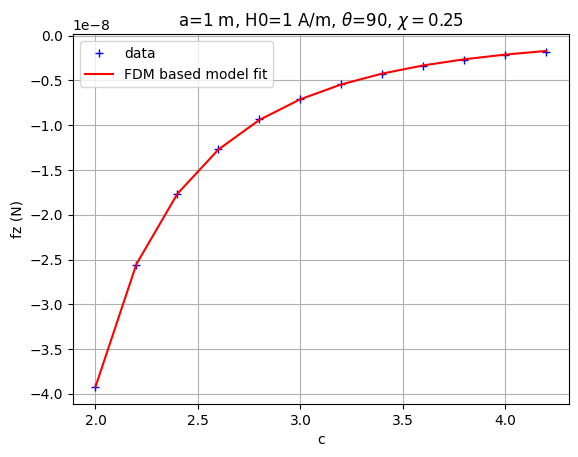 a=1 m, H0=1 A/m, θ=90, χ = 0.25
1e−8
data
FDM based model fit
0.0
−0.5
−1.0
−1.5
−2.0
−2.5
−3.0
−3.5
−4.0
fz (N)
2.0 2.5 3.0 3.5 4.0
c